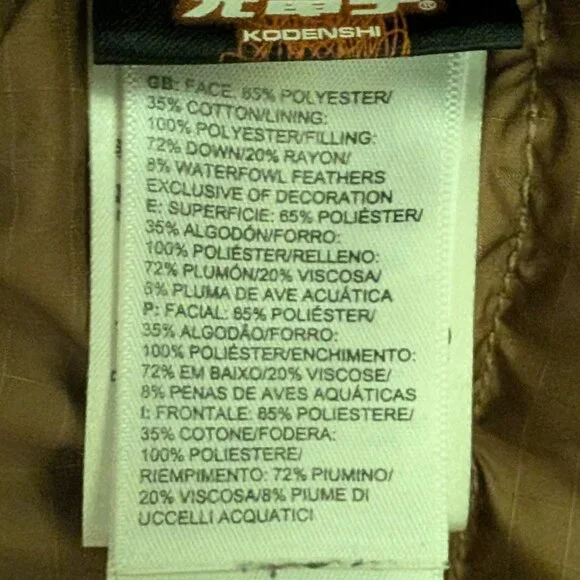 光電子®
KODENSHI
GB: FACE: 65% POLYESTER/
35% COTTON/LINING:
100% POLYESTER/FILLING:
72% DOWN/20% RAYON/
8% WATERFOWL FEATHERS
EXCLUSIVE OF DECORATION
E: SUPERFICIE: 65% POLIÉSTER/
35% ALGODÓN/FORRO:
100% POLIÉSTER/RELLENO:
72% PLUMÓN/20% VISCOSA/
8% PLUMA DE AVE ACUÁTICA
P: FACIAL: 65% POLIÉSTER/
35% ALGODÃO/FORRO:
100% POLIÉSTER/ENCHIMENTO:
72% EM BAIXO/20% VISCOSE/
8% PENAS DE AVES AQUÁTICAS
I: FRONTALE: 65% POLIESTERE/
35% COTONE/FODERA:
100% POLIESTERE/
RIEMPIMENTO: 72% PIUMINO/
20% VISCOSA/8% PIUME DI
UCCELLI ACQUATICI